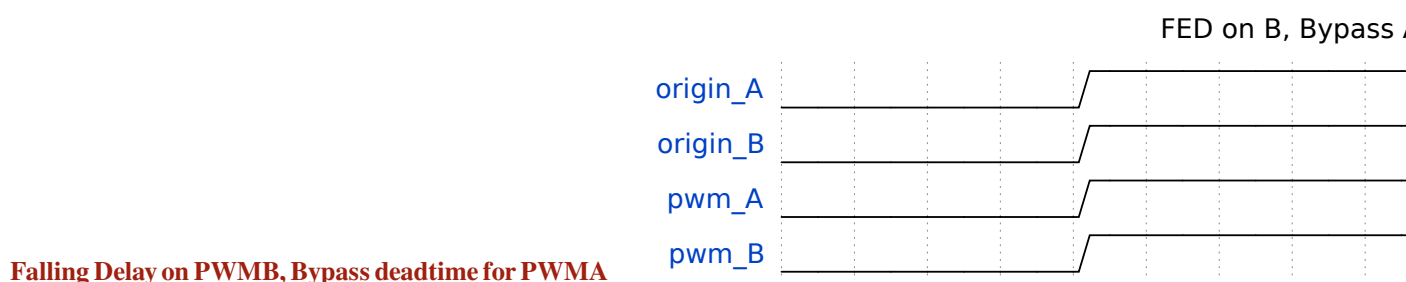 FED on B, Bypass
origin_A
origin_B
pwm_A
pwm_B
Falling Delay on PWMB, Bypass deadtime for PWMA